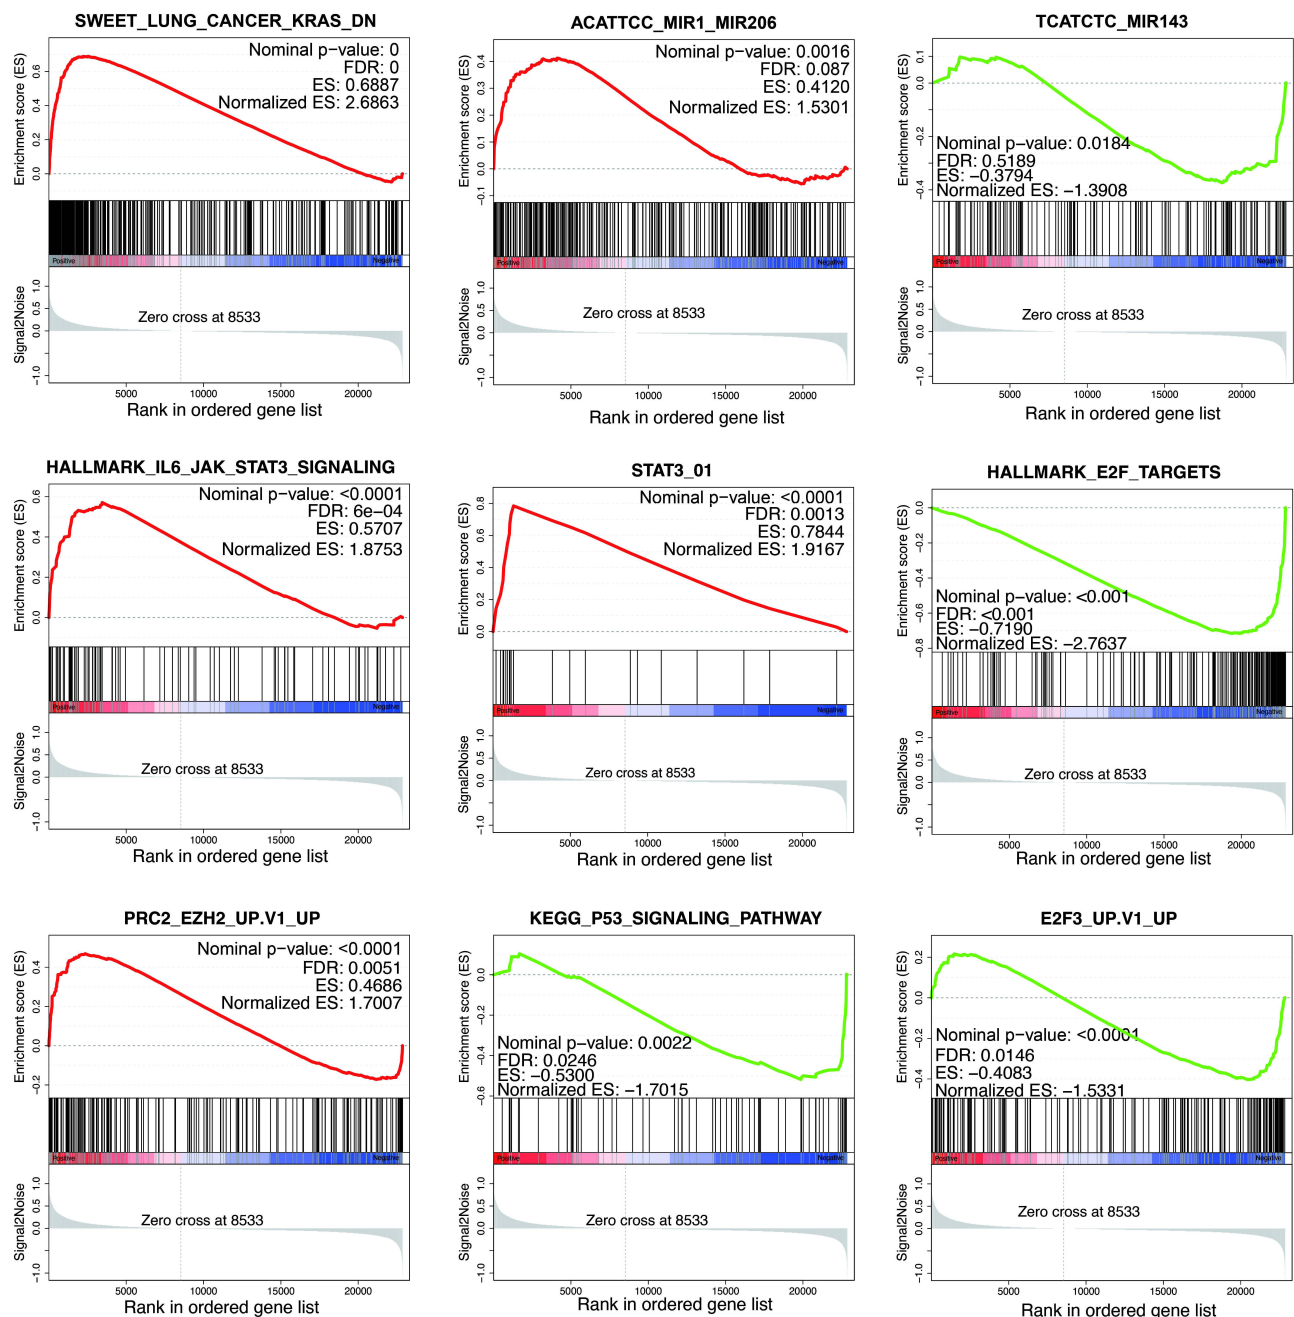 SWEET_LUNG_CANCER_KRAS_DN
Nominal p−value: 0
FDR: 0
ES: 0.6887
Normalized ES: 2.6863
Enrichment score (ES)
0.6
0.4
0.2
0.0
Positive
Negative
Zero cross at 8533
Signal2Noise
1.0
0.5
0.0
−1.0
5000 10000 15000 20000
Rank in ordered gene list
ACATTCC_MIR1_MIR206
Nominal p−value: 0.0016
FDR: 0.087
ES: 0.4120
Normalized ES: 1.5301
Enrichment score (ES)
0.4
0.3
0.2
0.1
0.0
−0.1
Positive
Negative
Zero cross at 8533
Signal2Noise
1.0
0.5
0.0
−1.0
5000 10000 15000 20000
Rank in ordered gene list
TCATCTC_MIR143
Nominal p−value: 0.0184
FDR: 0.5189
ES: −0.3794
Normalized ES: −1.3908
Enrichment score (ES)
0.1
0.0
−0.2
−0.4
Positive
Negative
Zero cross at 8533
Signal2Noise
1.0
0.5
0.0
−1.0
5000 10000 15000 20000
Rank in ordered gene list
HALLMARK_IL6_JAK_STAT3_SIGNALING
Nominal p−value: <0.0001
FDR: 6e−04
ES: 0.5707
Normalized ES: 1.8753
Enrichment score (ES)
0.6
0.4
0.2
0.0
Positive
Negative
Zero cross at 8533
Signal2Noise
1.0
0.5
0.0
−1.0
5000 10000 15000 20000
Rank in ordered gene list
STAT3_01
Nominal p−value: <0.0001
FDR: 0.0013
ES: 0.7844
Normalized ES: 1.9167
Enrichment score (ES)
0.8
0.6
0.4
0.2
0.0
Positive
Negative
Zero cross at 8533
Signal2Noise
1.0
0.5
0.0
−1.0
5000 10000 15000 20000
Rank in ordered gene list
HALLMARK_E2F_TARGETS
Nominal p−value: <0.001
FDR: <0.001
ES: −0.7190
Normalized ES: −2.7637
Enrichment score (ES)
0.0
−0.2
−0.4
−0.6
−0.8
Positive
Negative
Zero cross at 8533
Signal2Noise
1.0
0.5
0.0
−1.0
5000 10000 15000 20000
Rank in ordered gene list
PRC2_EZH2_UP.V1_UP
Nominal p−value: <0.0001
FDR: 0.0051
ES: 0.4686
Normalized ES: 1.7007
Enrichment score (ES)
0.4
0.2
0.0
−0.2
Positive
Negative
Zero cross at 8533
Signal2Noise
1.0
0.5
0.0
−1.0
5000 10000 15000 20000
Rank in ordered gene list
KEGG_P53_SIGNALING_PATHWAY
Nominal p−value: 0.0022
FDR: 0.0246
ES: −0.5300
Normalized ES: −1.7015
Enrichment score (ES)
0.0
−0.2
−0.4
−0.6
Positive
Negative
Zero cross at 8533
Signal2Noise
1.0
0.5
0.0
−1.0
5000 10000 15000 20000
Rank in ordered gene list
E2F3_UP.V1_UP
Nominal p−value: <0.0001
FDR: 0.0146
ES: −0.4083
Normalized ES: −1.5331
Enrichment score (ES)
0.2
0.0
−0.2
−0.4
Positive
Negative
Zero cross at 8533
Signal2Noise
1.0
0.5
0.0
−1.0
5000 10000 15000 20000
Rank in ordered gene list